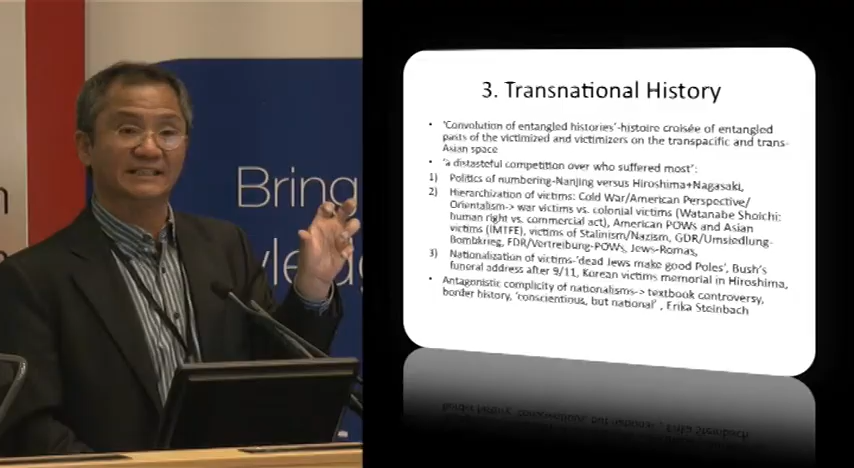 Bring
3. Transnational History
• 'Convolution of entangled histories'-histoire croisée of entangled
pasts of the victimized and victimizers on the transpacific and trans-
Asian space
• 'a distasteful competition over who suffered most':
1) Politics of numbering-Nanjing versus Hiroshima+Nagasaki,
2) Hierarchization of victims: Cold War/American Perspective/
Orientalism-> war victims vs. colonial victims (Watanabe Shoichi:
human right vs. commercial act), American POWs and Asian
victims (IMTFE), victims of Stalinism/Nazism, GDR/Umsiedlung-
Bombkrieg, FDR/Vertreibung-POWs, Jews-Romas,
3) Nationalization of victims-'dead Jews make good Poles', Bush's
funeral address after 9/11, Korean victims memorial in Hiroshima,
• Antagonistic complicity of nationalisms-> textbook controversy,
border history, 'conscientious, but national' , Erika Steinbach